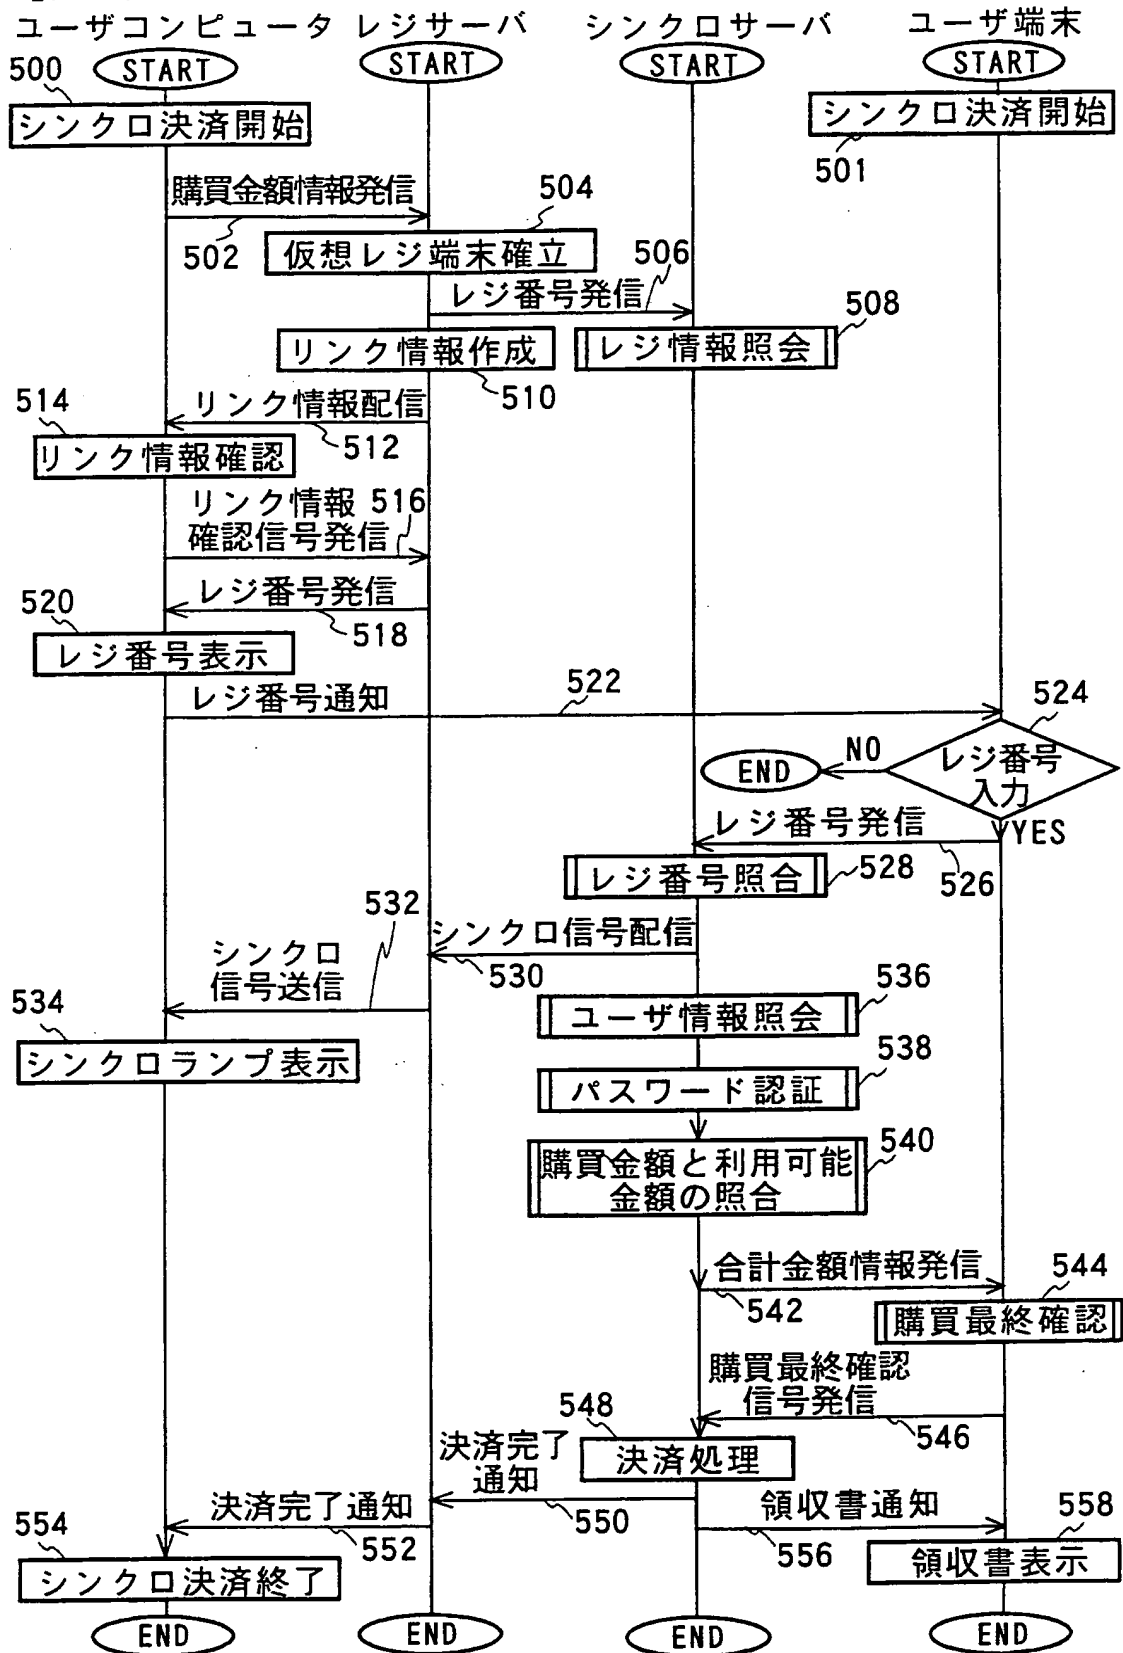 ユーザコンピュータ レジサーバ シンクロサーバ ユーザ端末
START START START START
500
シンクロ決済開始
シンクロ決済開始
501
購買金額情報発信
502
504
仮想レジ端末確立
506
レジ番号発信
508
リンク情報作成
レジ情報照会
510
514
リンク情報配信
512
リンク情報確認
リンク情報 516
確認信号発信
レジ番号発信
520
518
レジ番号表示
レジ番号通知
522
524
レジ番号
入力
NO
END
YES
レジ番号発信
526
レジ番号照合
528
532
シンクロ信号配信
530
シンクロ
信号送信
534
シンクロランプ表示
536
ユーザ情報照会
538
パスワード認証
540
購買金額と利用可能
金額の照合
合計金額情報発信
542
544
購買最終確認
購買最終確認
信号発信
546
548
決済処理
決済完了
通知
550
決済完了通知
552
領収書通知
556
554
シンクロ決済終了
558
領収書表示
END END END END